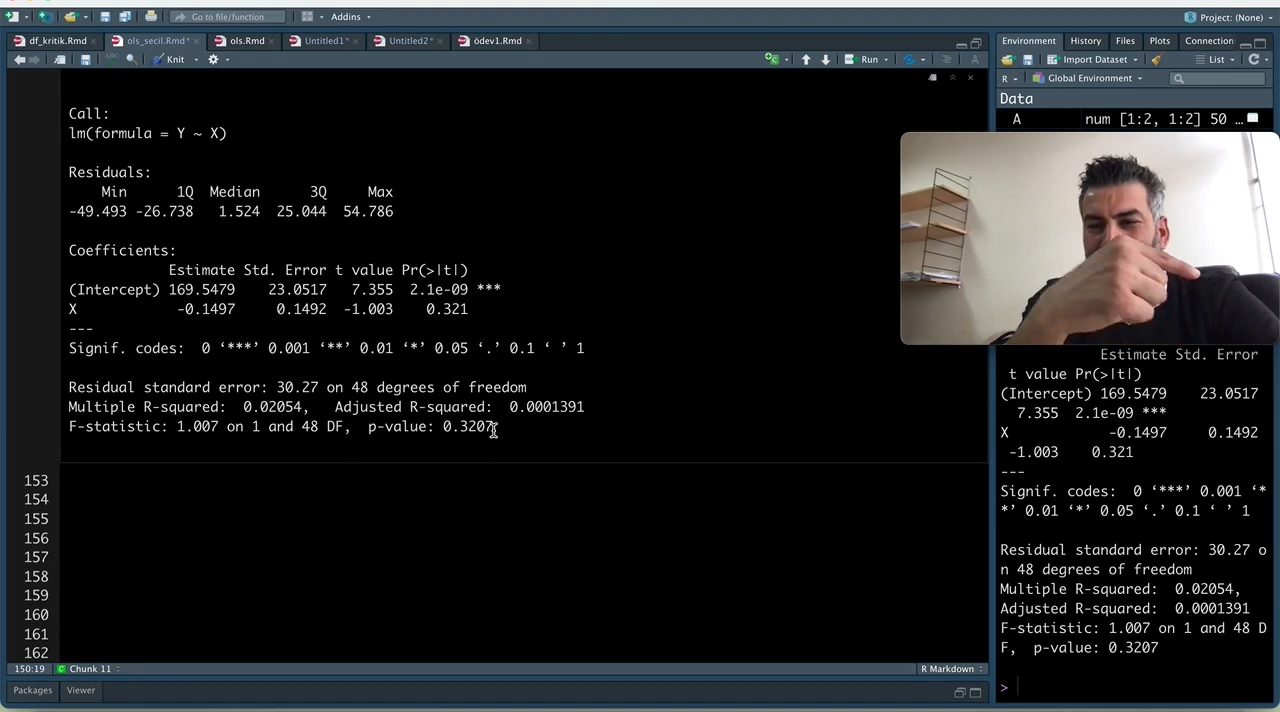 Go to file/function
Addins
Project: (None)
df_kritik.Rmd
ols_secil.Rmd*
ols.Rmd
Untitled1*
Untitled2*
ödev1.Rmd
Knit
Run
Call:
lm(formula = Y ~ X)
Residuals:
Min 1Q Median 3Q Max
-49.493 -26.738 1.524 25.044 54.786
Coefficients:
Estimate Std. Error t value Pr(>|t|)
(Intercept) 169.5479 23.0517 7.355 2.1e-09 ***
X -0.1497 0.1492 -1.003 0.321
---
Signif. codes: 0 ‘***’ 0.001 ‘**’ 0.01 ‘*’ 0.05 ‘.’ 0.1 ‘ ’ 1
Residual standard error: 30.27 on 48 degrees of freedom
Multiple R-squared: 0.02054, Adjusted R-squared: 0.0001391
F-statistic: 1.007 on 1 and 48 DF, p-value: 0.3207
153
154
155
156
157
158
159
160
161
162
150:19
Chunk 11
R Markdown
Packages
Viewer
Environment History Files Plots Connection
Import Dataset
List
R
Global Environment
Data
A num [1:2, 1:2] 50 …
Estimate Std. Error
t value Pr(>|t|)
(Intercept) 169.5479 23.0517
7.355 2.1e-09 ***
X -0.1497 0.1492
-1.003 0.321
---
Signif. codes: 0 ‘***’ 0.001 ‘*
*’ 0.01 ‘*’ 0.05 ‘.’ 0.1 ‘ ’ 1
Residual standard error: 30.27 o
n 48 degrees of freedom
Multiple R-squared: 0.02054,
Adjusted R-squared: 0.0001391
F-statistic: 1.007 on 1 and 48 D
F, p-value: 0.3207
>